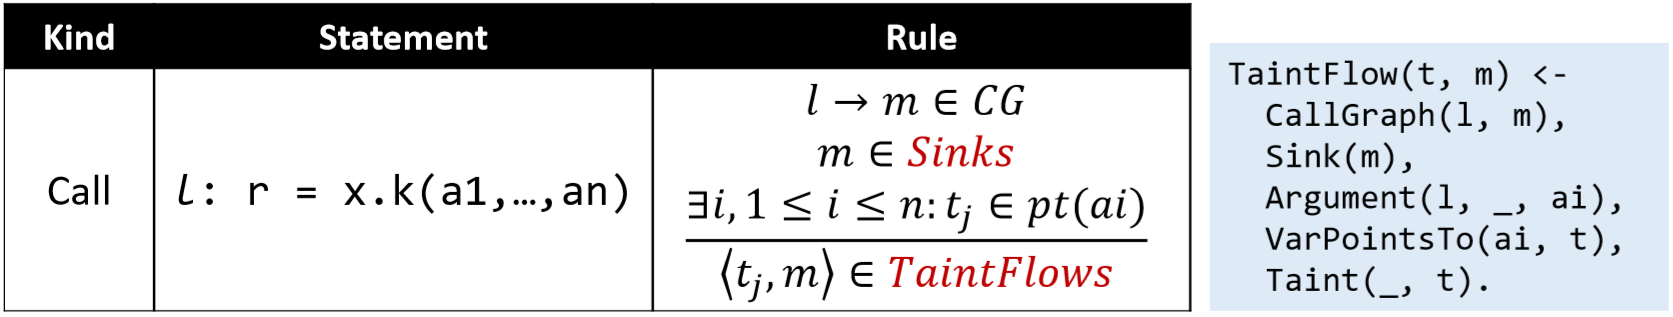 Kind Statement Rule
Call
l: r = x.k(a1,…,an)
l → m ∈ CG
m ∈ Sinks
∃i, 1 ≤ i ≤ n: tj ∈ pt(ai)
⟨tj, m⟩ ∈ TaintFlows
TaintFlow(t, m) <-
CallGraph(l, m),
Sink(m),
Argument(l, _, ai),
VarPointsTo(ai, t),
Taint(_, t).